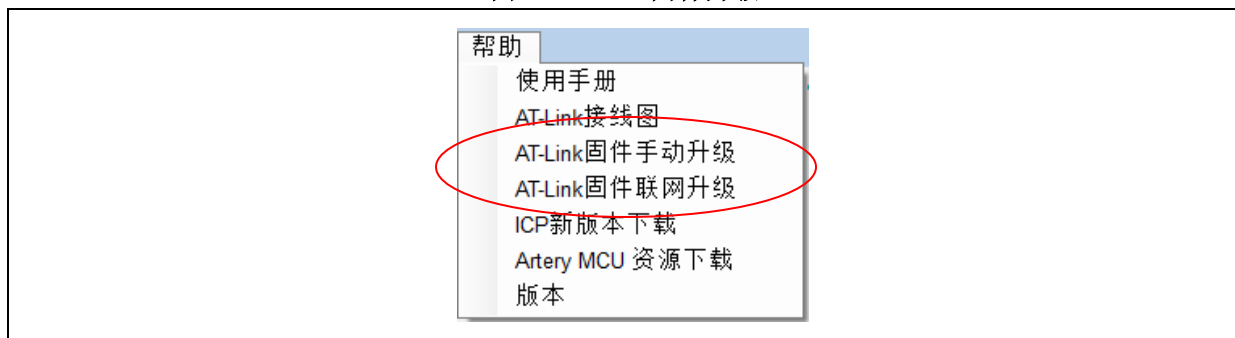 帮助
使用手册
AT-Link接线图
AT-Link固件手动升级
AT-Link固件联网升级
ICP新版本下载
Artery MCU 资源下载
版本